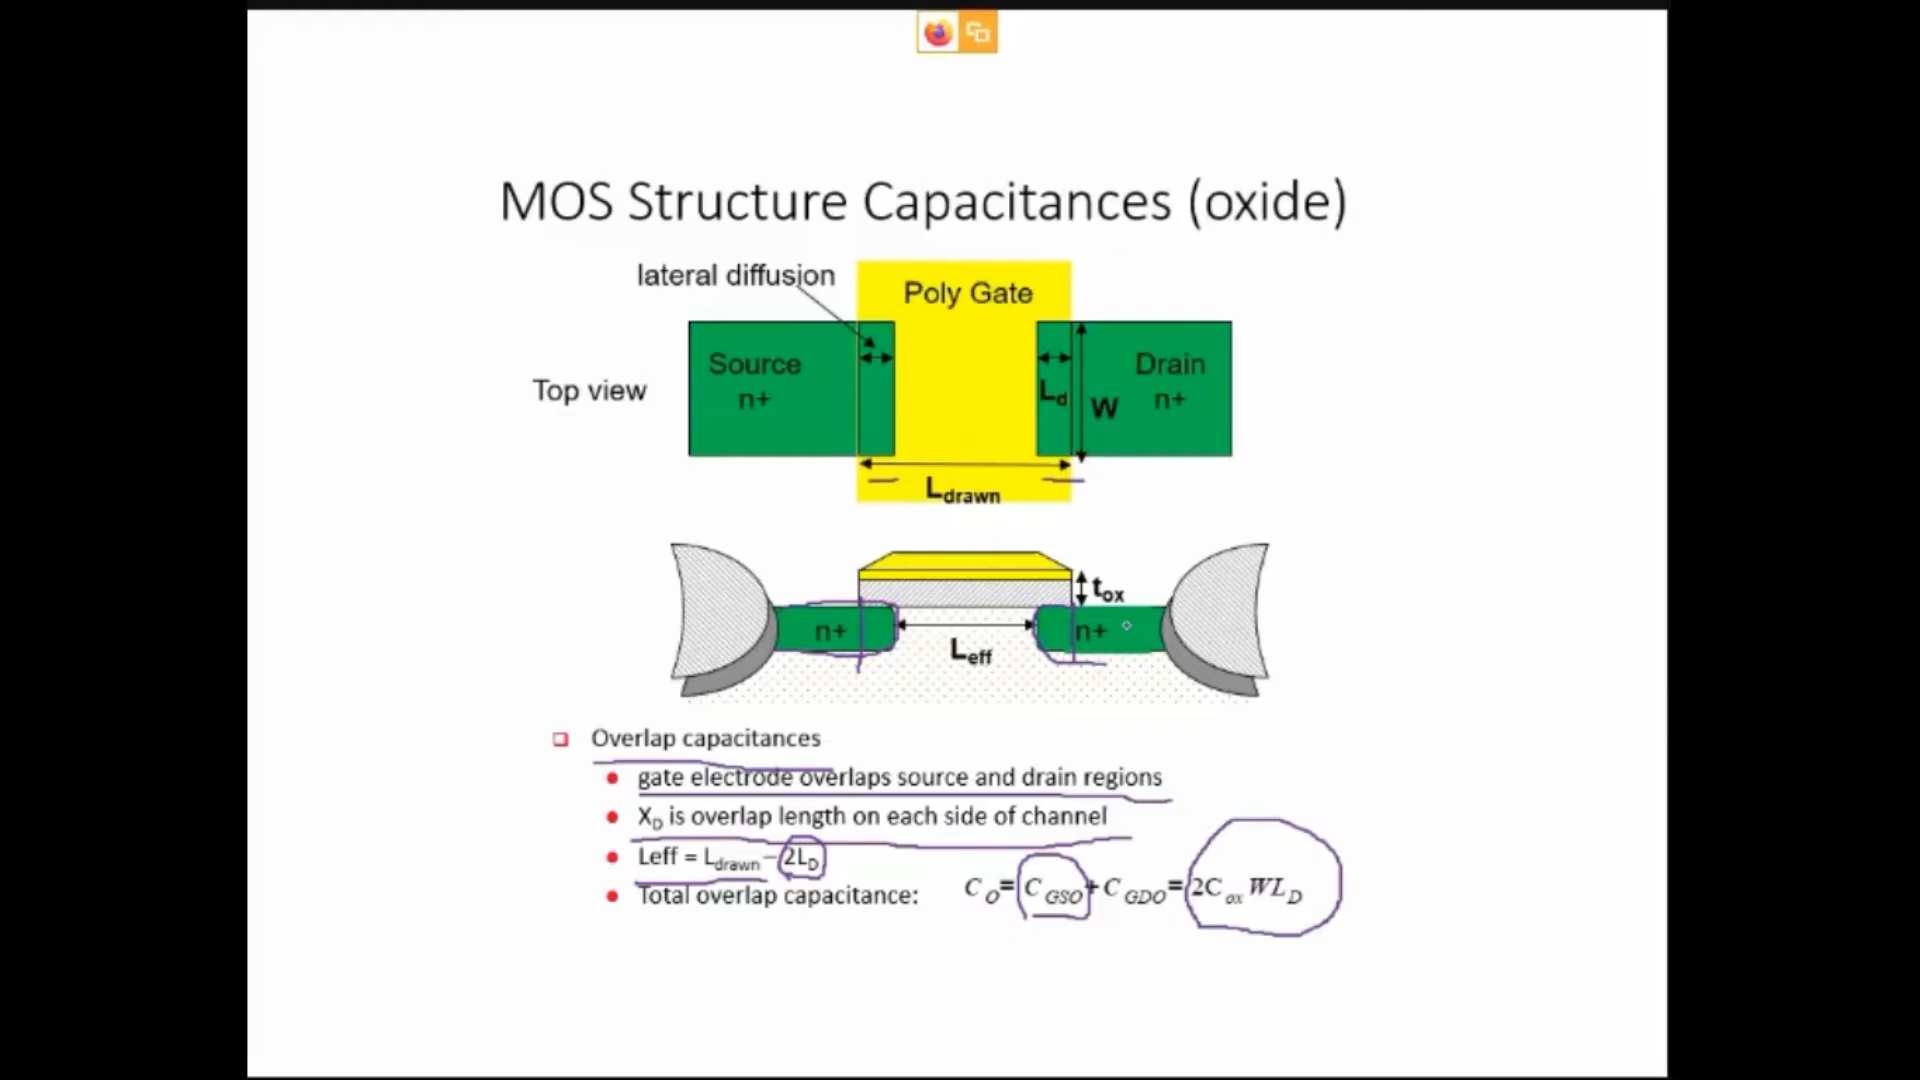 MOS Structure Capacitances (oxide)
lateral diffusion
Poly Gate
Source
n+
Drain
n+
Top view
Ld
W
Ldrawn
tox
n+
n+
Leff
Overlap capacitances
gate electrode overlaps source and drain regions
XD is overlap length on each side of channel
Leff = Ldrawn – 2LD
Total overlap capacitance: CO = CGSO + CGDO = 2Cox WLD